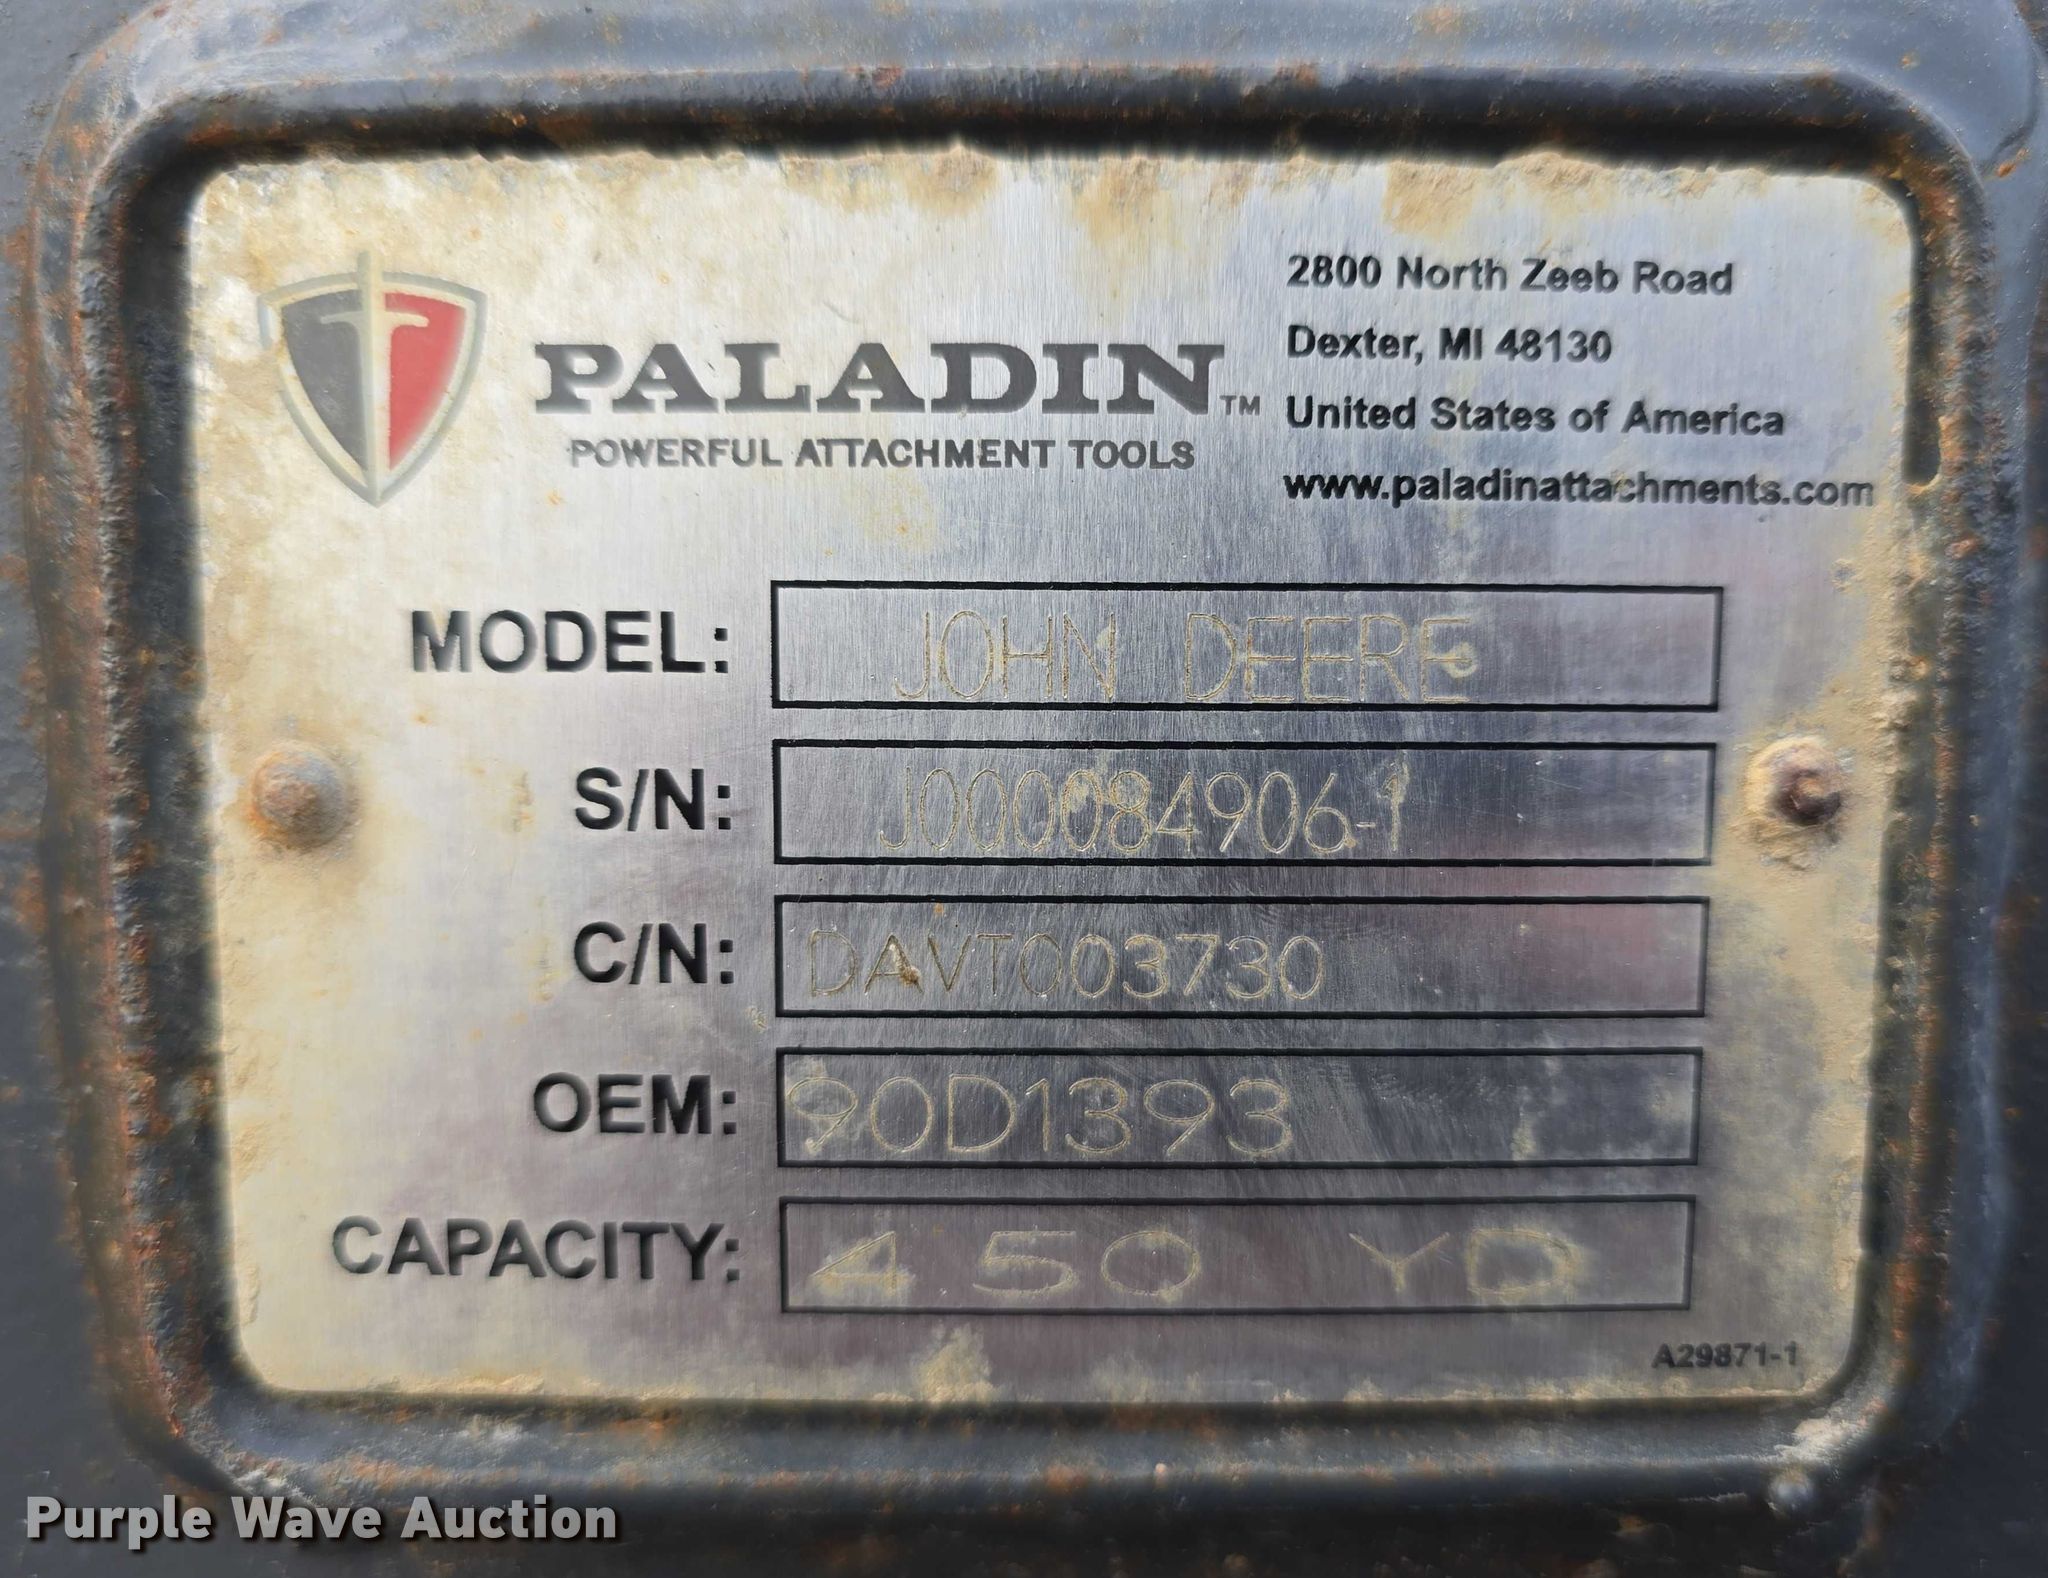 PALADIN™
POWERFUL ATTACHMENT TOOLS
2800 North Zeeb Road
Dexter, MI 48130
United States of America
www.paladinattachments.com
MODEL: JOHN DEERE
S/N: J000084906-1
C/N: DAVT003730
OEM: 90D1393
CAPACITY: 4 50 YD
A29871-1
Purple Wave Auction